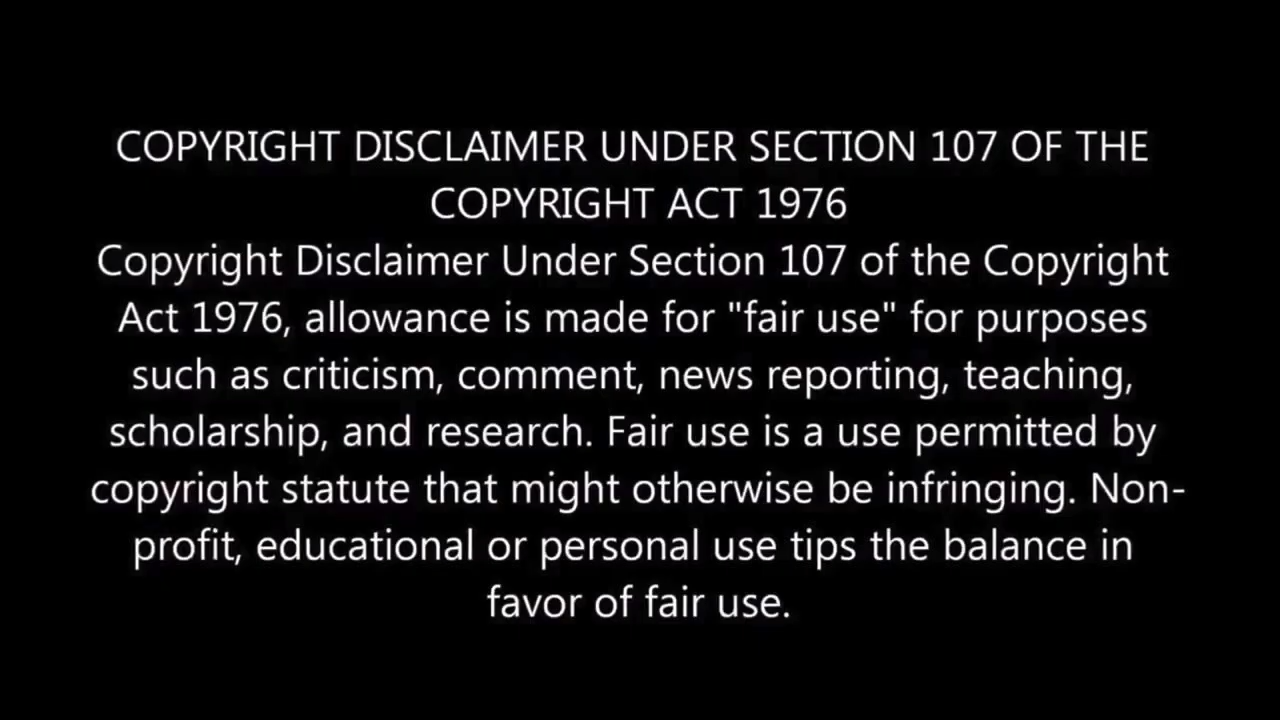 COPYRIGHT DISCLAIMER UNDER SECTION 107 OF THE
COPYRIGHT ACT 1976
Copyright Disclaimer Under Section 107 of the Copyright
Act 1976, allowance is made for "fair use" for purposes
such as criticism, comment, news reporting, teaching,
scholarship, and research. Fair use is a use permitted by
copyright statute that might otherwise be infringing. Non-
profit, educational or personal use tips the balance in
favor of fair use.